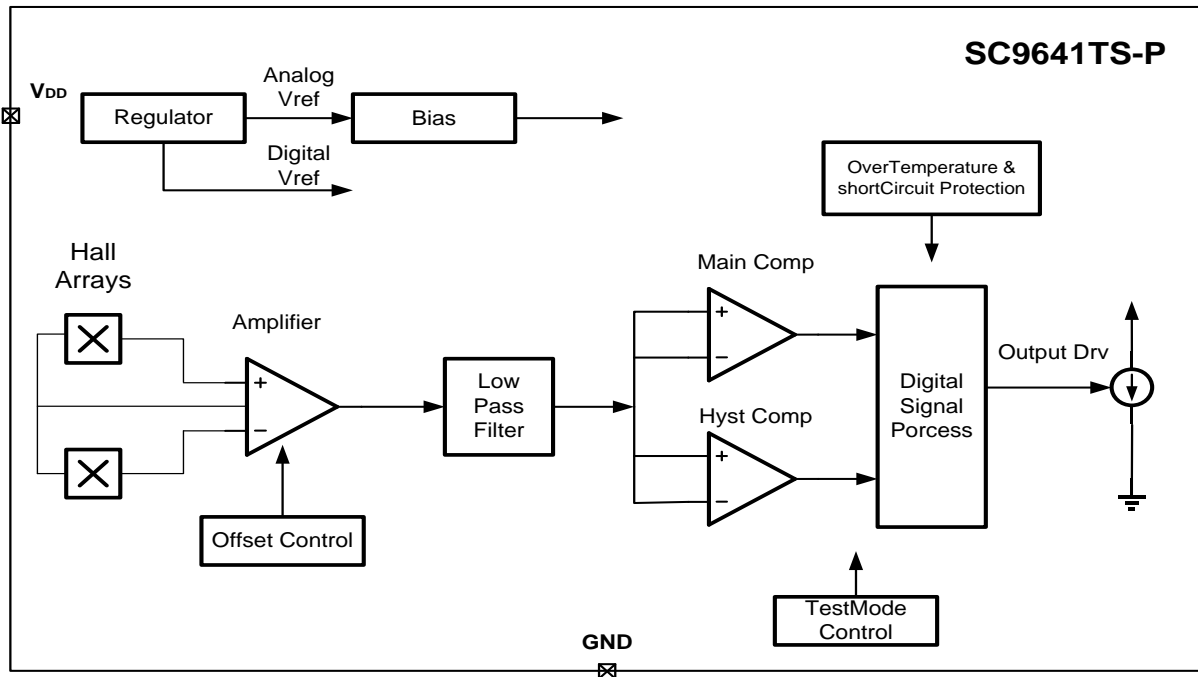 SC9641TS-P
VDD
Analog
Vref
Regulator
Bias
Digital
Vref
OverTemperature &
shortCircuit Protection
Hall
Arrays
Main Comp
Amplifier
+
−
Low
Pass
Filter
+
−
Output Drv
Digital
Signal
Porcess
Hyst Comp
+
−
Offset Control
TestMode
Control
GND